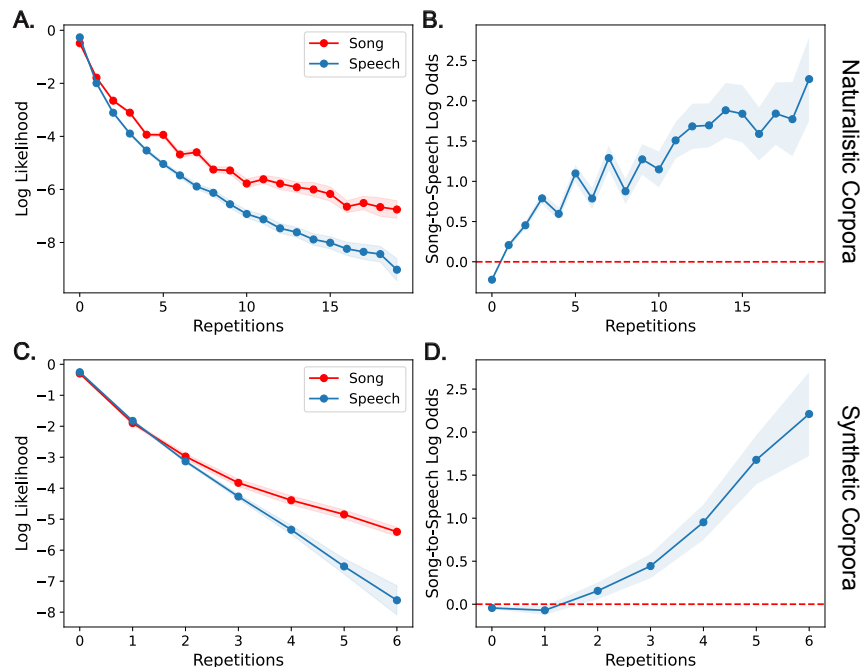 A.
B.
0
−2
−4
−6
−8
Log Likelihood
Song
Speech
0
5
10
15
Repetitions
2.5
2.0
1.5
1.0
0.5
0.0
Song-to-Speech Log Odds
0
5
10
15
Repetitions
Naturalistic Corpora
C.
D.
0
−1
−2
−3
−4
−5
−6
−7
−8
Log Likelihood
Song
Speech
0
1
2
3
4
5
6
Repetitions
2.5
2.0
1.5
1.0
0.5
0.0
Song-to-Speech Log Odds
0
1
2
3
4
5
6
Repetitions
Synthetic Corpora